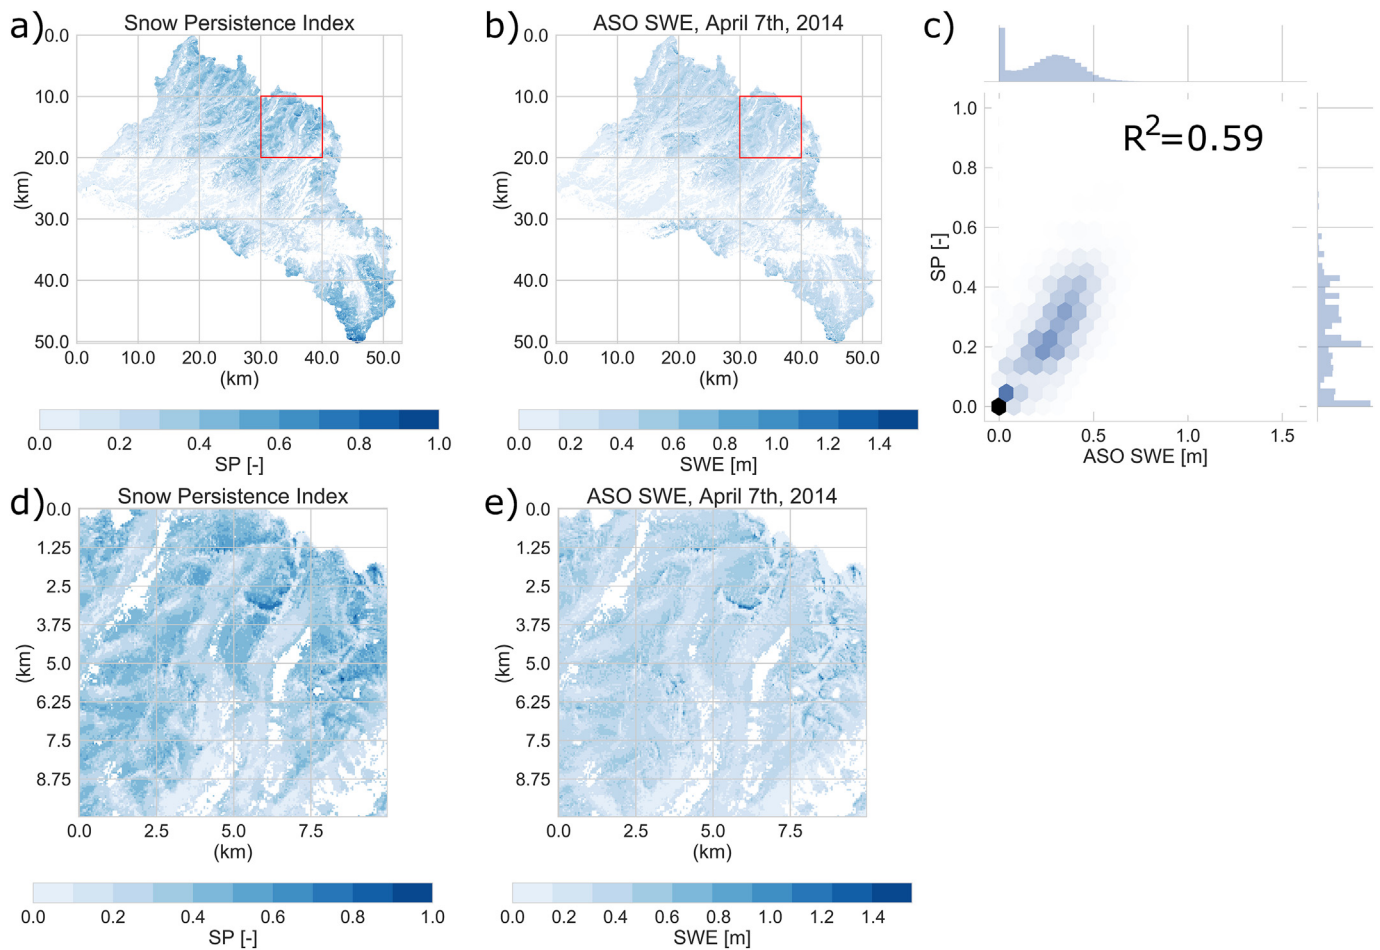 a)
Snow Persistence Index
0.0
10.0
20.0
30.0
40.0
50.0
(km)
0.0 10.0 20.0 30.0 40.0 50.0
(km)
0.0 0.2 0.4 0.6 0.8 1.0
SP [-]
b)
ASO SWE, April 7th, 2014
0.0
10.0
20.0
30.0
40.0
50.0
(km)
0.0 10.0 20.0 30.0 40.0 50.0
(km)
0.0 0.2 0.4 0.6 0.8 1.0 1.2 1.4
SWE [m]
c)
R²=0.59
1.0
0.8
0.6
0.4
0.2
0.0
SP [-]
0.0 0.5 1.0 1.5
ASO SWE [m]
d)
Snow Persistence Index
0.0
1.25
2.5
3.75
5.0
6.25
7.5
8.75
(km)
0.0 2.5 5.0 7.5
(km)
0.0 0.2 0.4 0.6 0.8 1.0
SP [-]
e)
ASO SWE, April 7th, 2014
0.0
1.25
2.5
3.75
5.0
6.25
7.5
8.75
(km)
0.0 2.5 5.0 7.5
(km)
0.0 0.2 0.4 0.6 0.8 1.0 1.2 1.4
SWE [m]